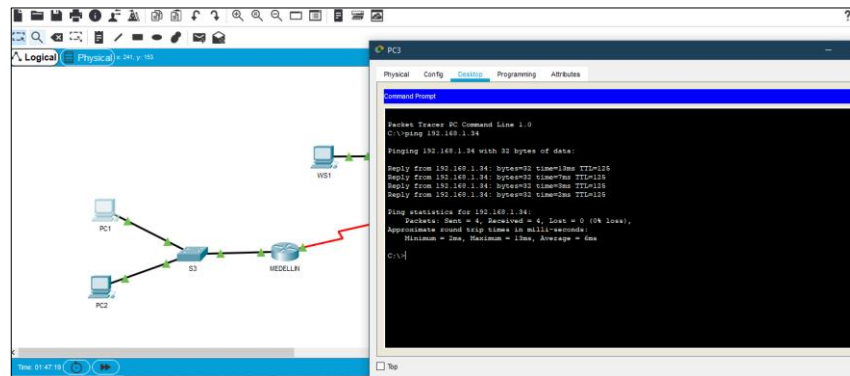 ?
Logical
Physical
x: 241, y: 153
PC3
Physical Config Desktop Programming Attributes
Command Prompt
Packet Tracer PC Command Line 1.0
C:\>ping 192.168.1.34
Pinging 192.168.1.34 with 32 bytes of data:
Reply from 192.168.1.34: bytes=32 time=13ms TTL=125
Reply from 192.168.1.34: bytes=32 time=7ms TTL=125
Reply from 192.168.1.34: bytes=32 time=3ms TTL=125
Reply from 192.168.1.34: bytes=32 time=2ms TTL=125
Ping statistics for 192.168.1.34:
Packets: Sent = 4, Received = 4, Lost = 0 (0% loss),
Approximate round trip times in milli-seconds:
Minimum = 2ms, Maximum = 13ms, Average = 6ms
C:\>
WS1
PC1
S3
MEDELLIN
PC2
Time: 01:47:19
Top